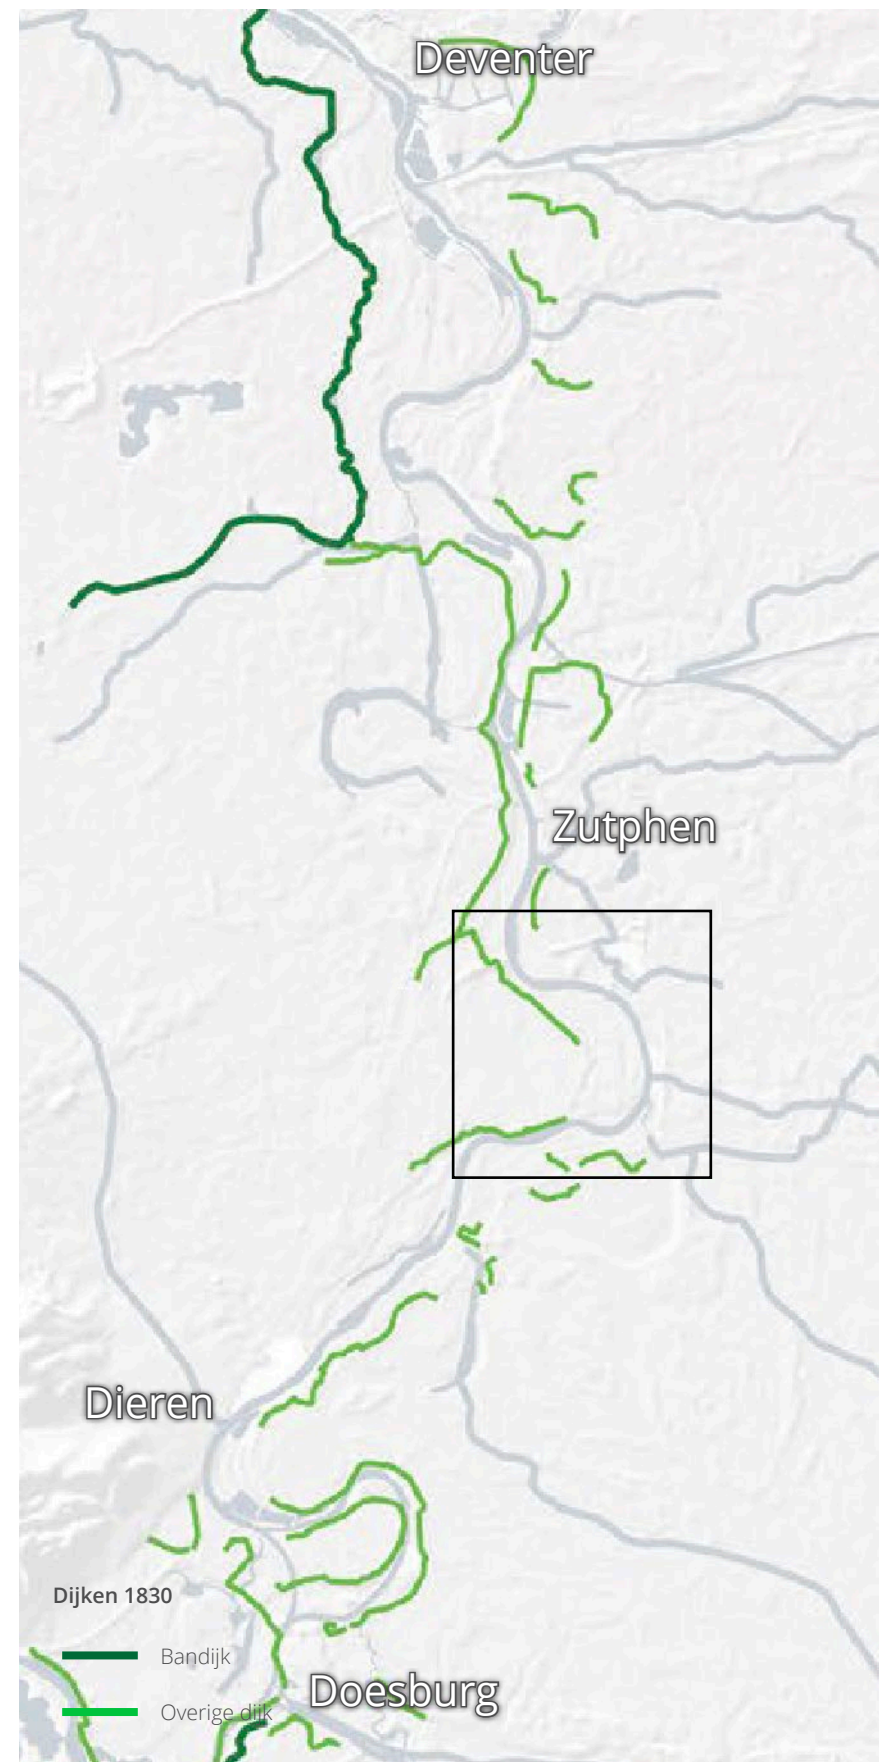 Deventer
Zutphen
Dieren
Dijken 1830
Bandijk
Doesburg
Overige dijk